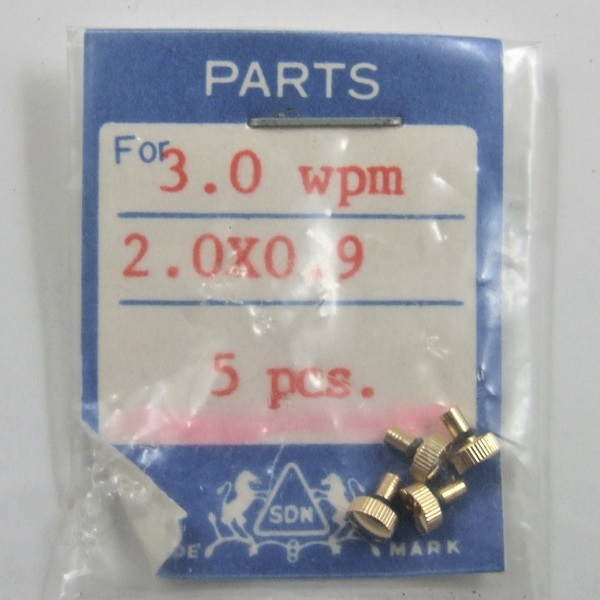 PARTS
For 3.0 wpm
2.0X0.9
5 pcs.
SDM
DE MARK